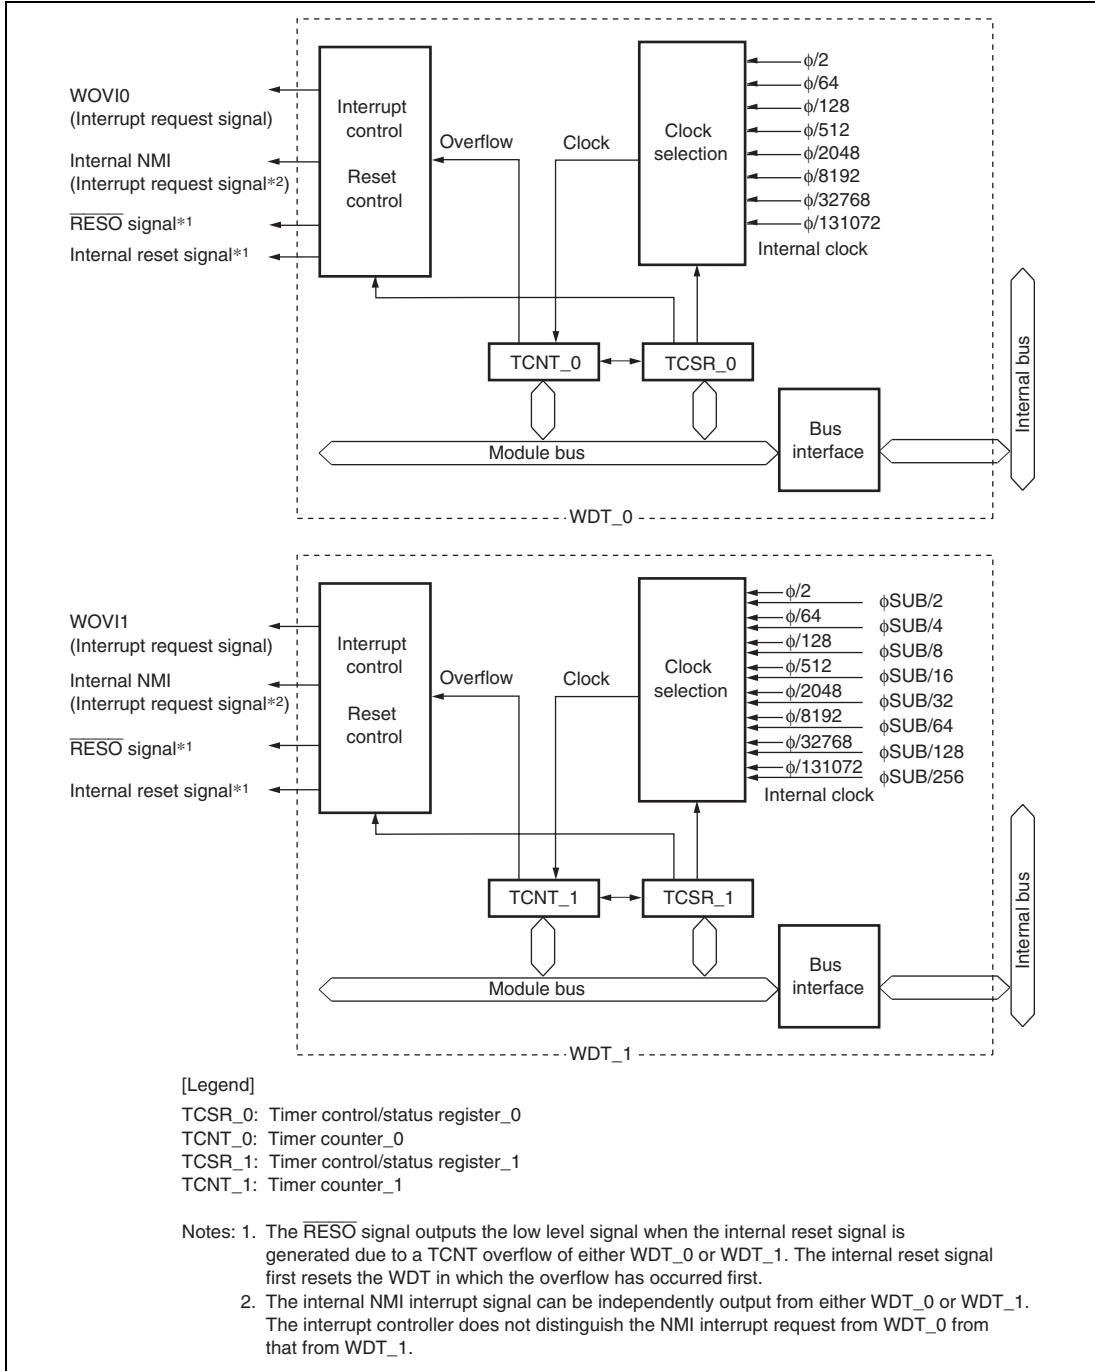 WOVI0
(Interrupt request signal)
Internal NMI
(Interrupt request signal*2)
RESO signal*1
Internal reset signal*1
Interrupt
control
Reset
control
Overflow
Clock
Clock
selection
φ/2
φ/64
φ/128
φ/512
φ/2048
φ/8192
φ/32768
φ/131072
Internal clock
TCNT_0
TCSR_0
Module bus
Bus
interface
Internal bus
WDT_0
WOVI1
(Interrupt request signal)
Internal NMI
(Interrupt request signal*2)
RESO signal*1
Internal reset signal*1
Interrupt
control
Reset
control
Overflow
Clock
Clock
selection
φ/2
φSUB/2
φ/64
φSUB/4
φ/128
φSUB/8
φ/512
φSUB/16
φ/2048
φSUB/32
φ/8192
φSUB/64
φ/32768
φSUB/128
φ/131072
φSUB/256
Internal clock
TCNT_1
TCSR_1
Module bus
Bus
interface
Internal bus
WDT_1
[Legend]
TCSR_0: Timer control/status register_0
TCNT_0: Timer counter_0
TCSR_1: Timer control/status register_1
TCNT_1: Timer counter_1
Notes: 1. The RESO signal outputs the low level signal when the internal reset signal is
generated due to a TCNT overflow of either WDT_0 or WDT_1. The internal reset signal
first resets the WDT in which the overflow has occurred first.
2. The internal NMI interrupt signal can be independently output from either WDT_0 or WDT_1.
The interrupt controller does not distinguish the NMI interrupt request from WDT_0 from
that from WDT_1.